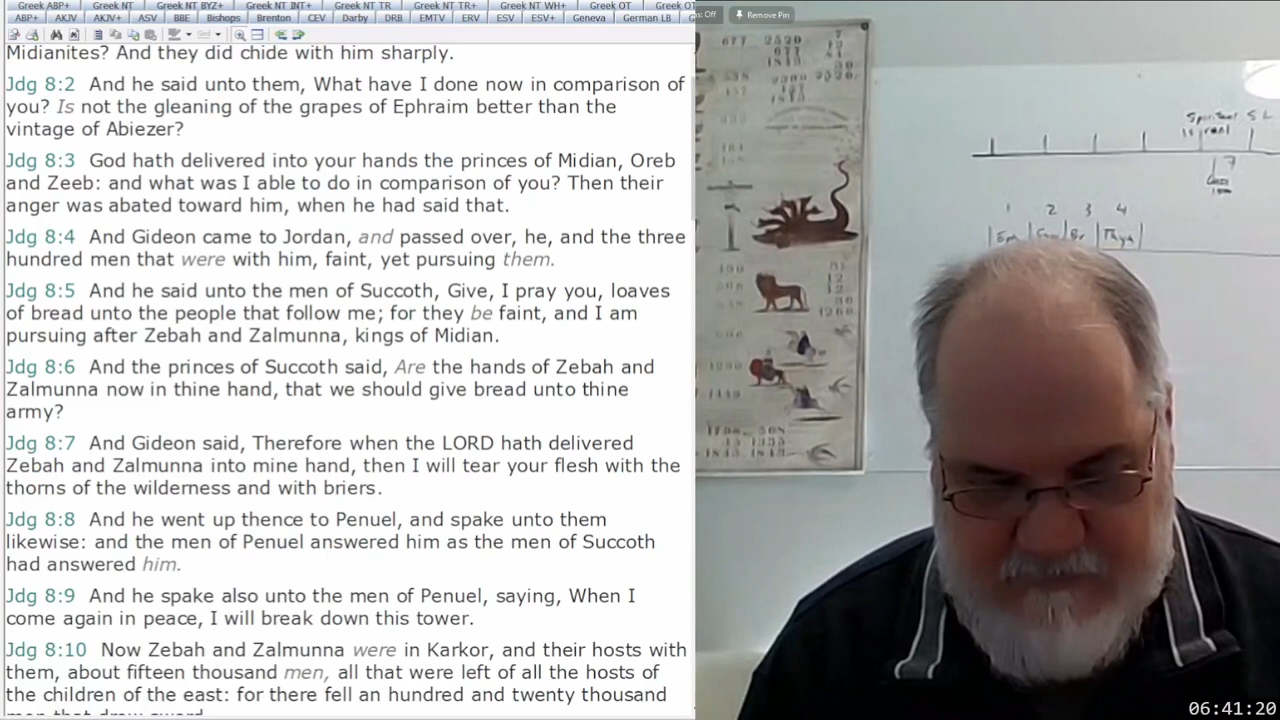 Greek ABP+ Greek NT Greek NT BYZ+ Greek NT INT+ Greek NT TR Greek NT TR+ Greek NT WH+ Greek OT
ABP+ AKJV AKJV+ ASV BBE Bishops Brenton CEV Darby DRB EMTV ERV ESV ESV+ Geneva German LB
Midianites? And they did chide with him sharply.
Jdg 8:2 And he said unto them, What have I done now in comparison of
you? Is not the gleaning of the grapes of Ephraim better than the
vintage of Abiezer?
Jdg 8:3 God hath delivered into your hands the princes of Midian, Oreb
and Zeeb: and what was I able to do in comparison of you? Then their
anger was abated toward him, when he had said that.
Jdg 8:4 And Gideon came to Jordan, and passed over, he, and the three
hundred men that were with him, faint, yet pursuing them.
Jdg 8:5 And he said unto the men of Succoth, Give, I pray you, loaves
of bread unto the people that follow me; for they be faint, and I am
pursuing after Zebah and Zalmunna, kings of Midian.
Jdg 8:6 And the princes of Succoth said, Are the hands of Zebah and
Zalmunna now in thine hand, that we should give bread unto thine
army?
Jdg 8:7 And Gideon said, Therefore when the LORD hath delivered
Zebah and Zalmunna into mine hand, then I will tear your flesh with the
thorns of the wilderness and with briers.
Jdg 8:8 And he went up thence to Penuel, and spake unto them
likewise: and the men of Penuel answered him as the men of Succoth
had answered him.
Jdg 8:9 And he spake also unto the men of Penuel, saying, When I
come again in peace, I will break down this tower.
Jdg 8:10 Now Zebah and Zalmunna were in Karkor, and their hosts with
them, about fifteen thousand men, all that were left of all the hosts of
the children of the east: for there fell an hundred and twenty thousand
men that drew sword
Off Remove Pin
677 2520
677
1843
Spiritual S L
Israel
7
1 2 3 4
Eph Thya
06:41:20